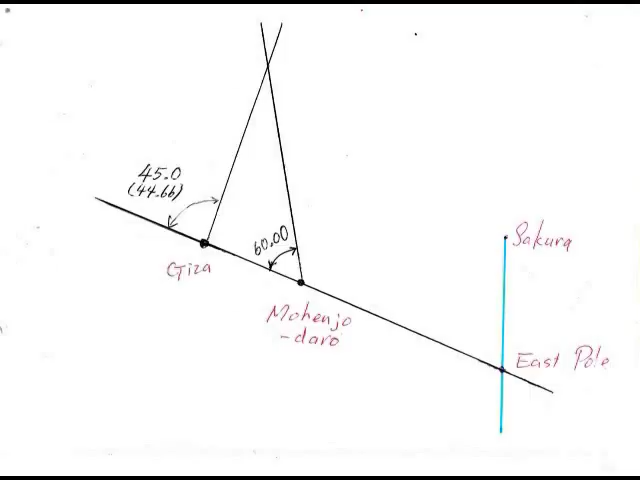 45.0
(44.66)
60.00
Sakura
Giza
Mohenjo
-daro
East Pole